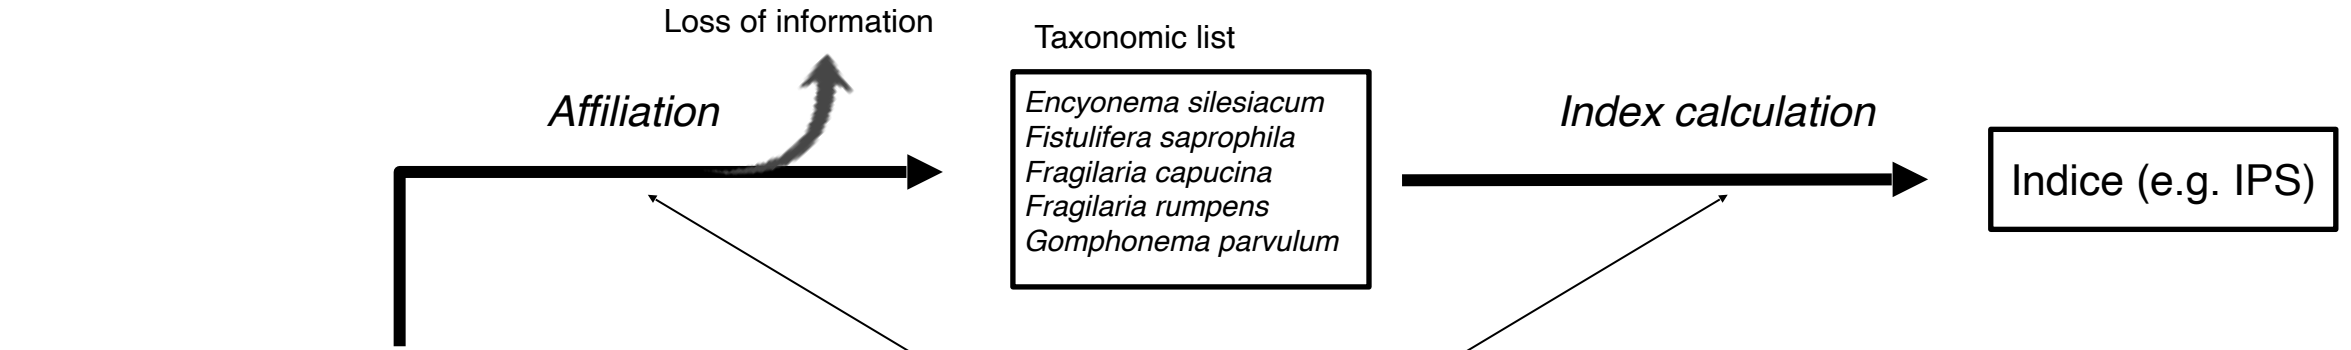 Loss of information
Taxonomic list
Affiliation
Encyonema silesiacum
Fistulifera saprophila
Fragilaria capucina
Fragilaria rumpens
Gomphonema parvulum
Index calculation
Indice (e.g. IPS)